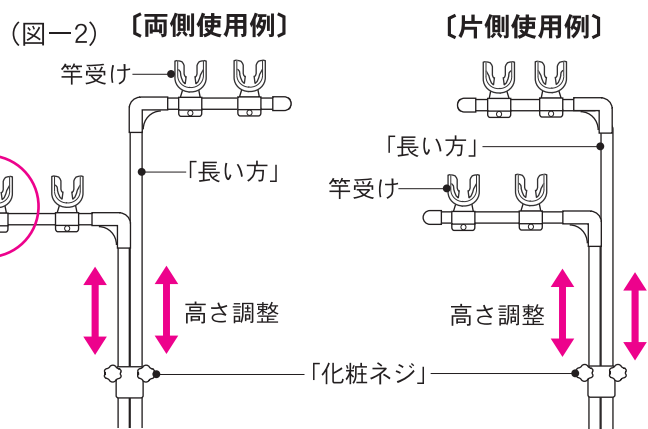 （図ー2）
〔両側使用例〕
竿受け
「長い方」
高さ調整
〔片側使用例〕
「長い方」
竿受け
高さ調整
「化粧ネジ」